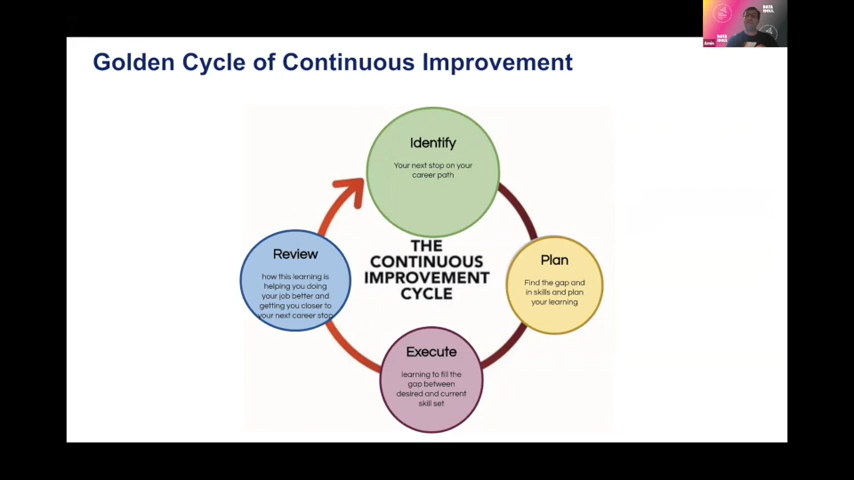 Golden Cycle of Continuous Improvement
Identify
Your next stop on your
career path
Plan
Find the gap and
in skills and plan
your learning
Execute
learning to fill the
gap between
desired and current
skill set
Review
how this learning is
helping you doing
your job better and
getting you closer to
your next career stop
THE
CONTINUOUS
IMPROVEMENT
CYCLE
DATA